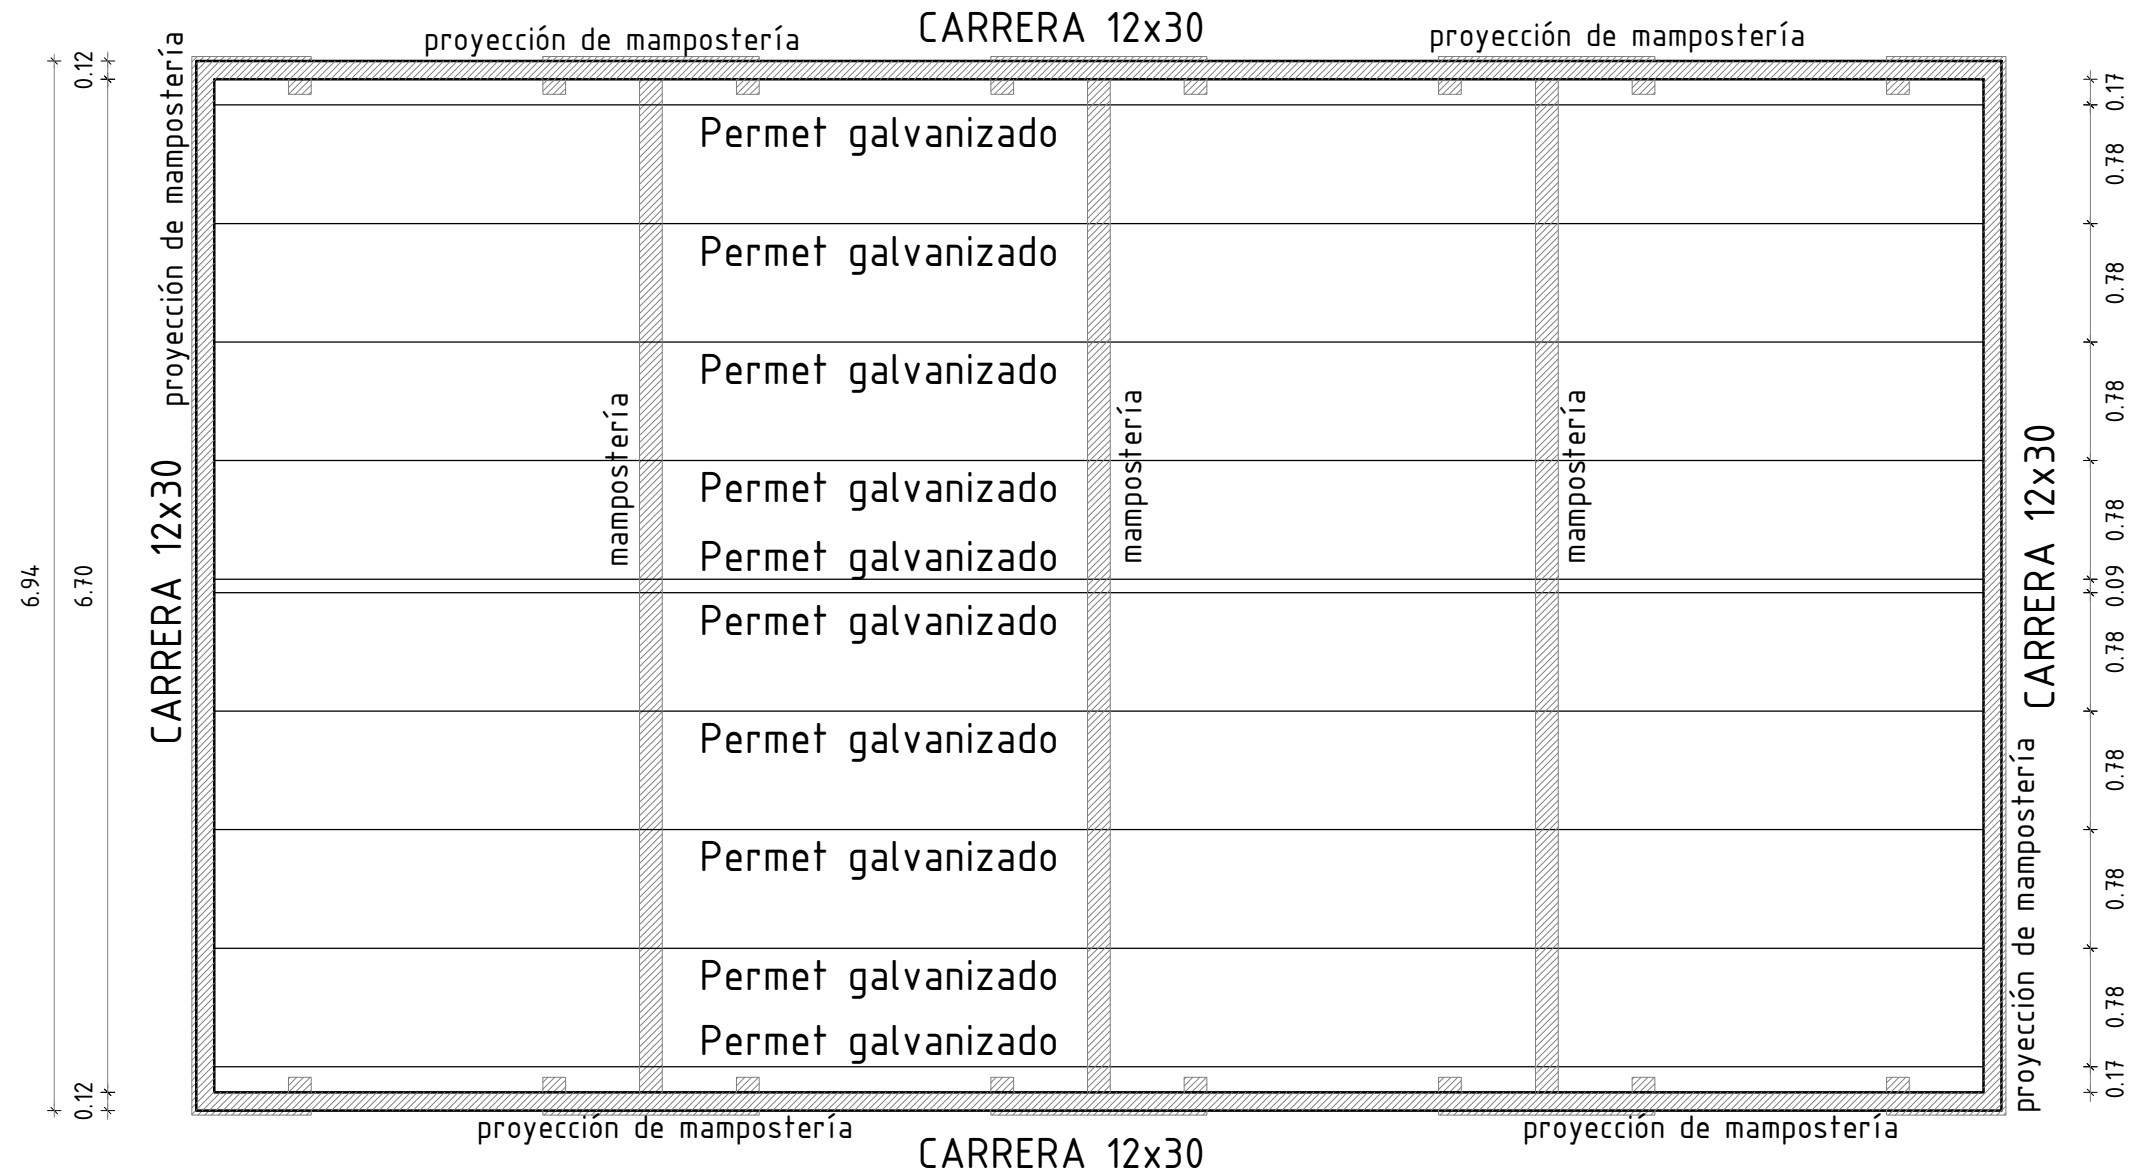 CARRERA 12x30
proyección de mampostería
proyección de mampostería
0.12
0.17
proyección de mampostería
Permet galvanizado
0.78
Permet galvanizado
0.78
Permet galvanizado
0.78
mampostería
mampostería
mampostería
Permet galvanizado
0.78
Permet galvanizado
6.94
6.70
CARRERA 12x30
CARRERA 12x30
0.09
Permet galvanizado
0.78
Permet galvanizado
0.78
Permet galvanizado
0.78
proyección de mampostería
Permet galvanizado
0.78
Permet galvanizado
0.12
0.17
proyección de mampostería
proyección de mampostería
CARRERA 12x30